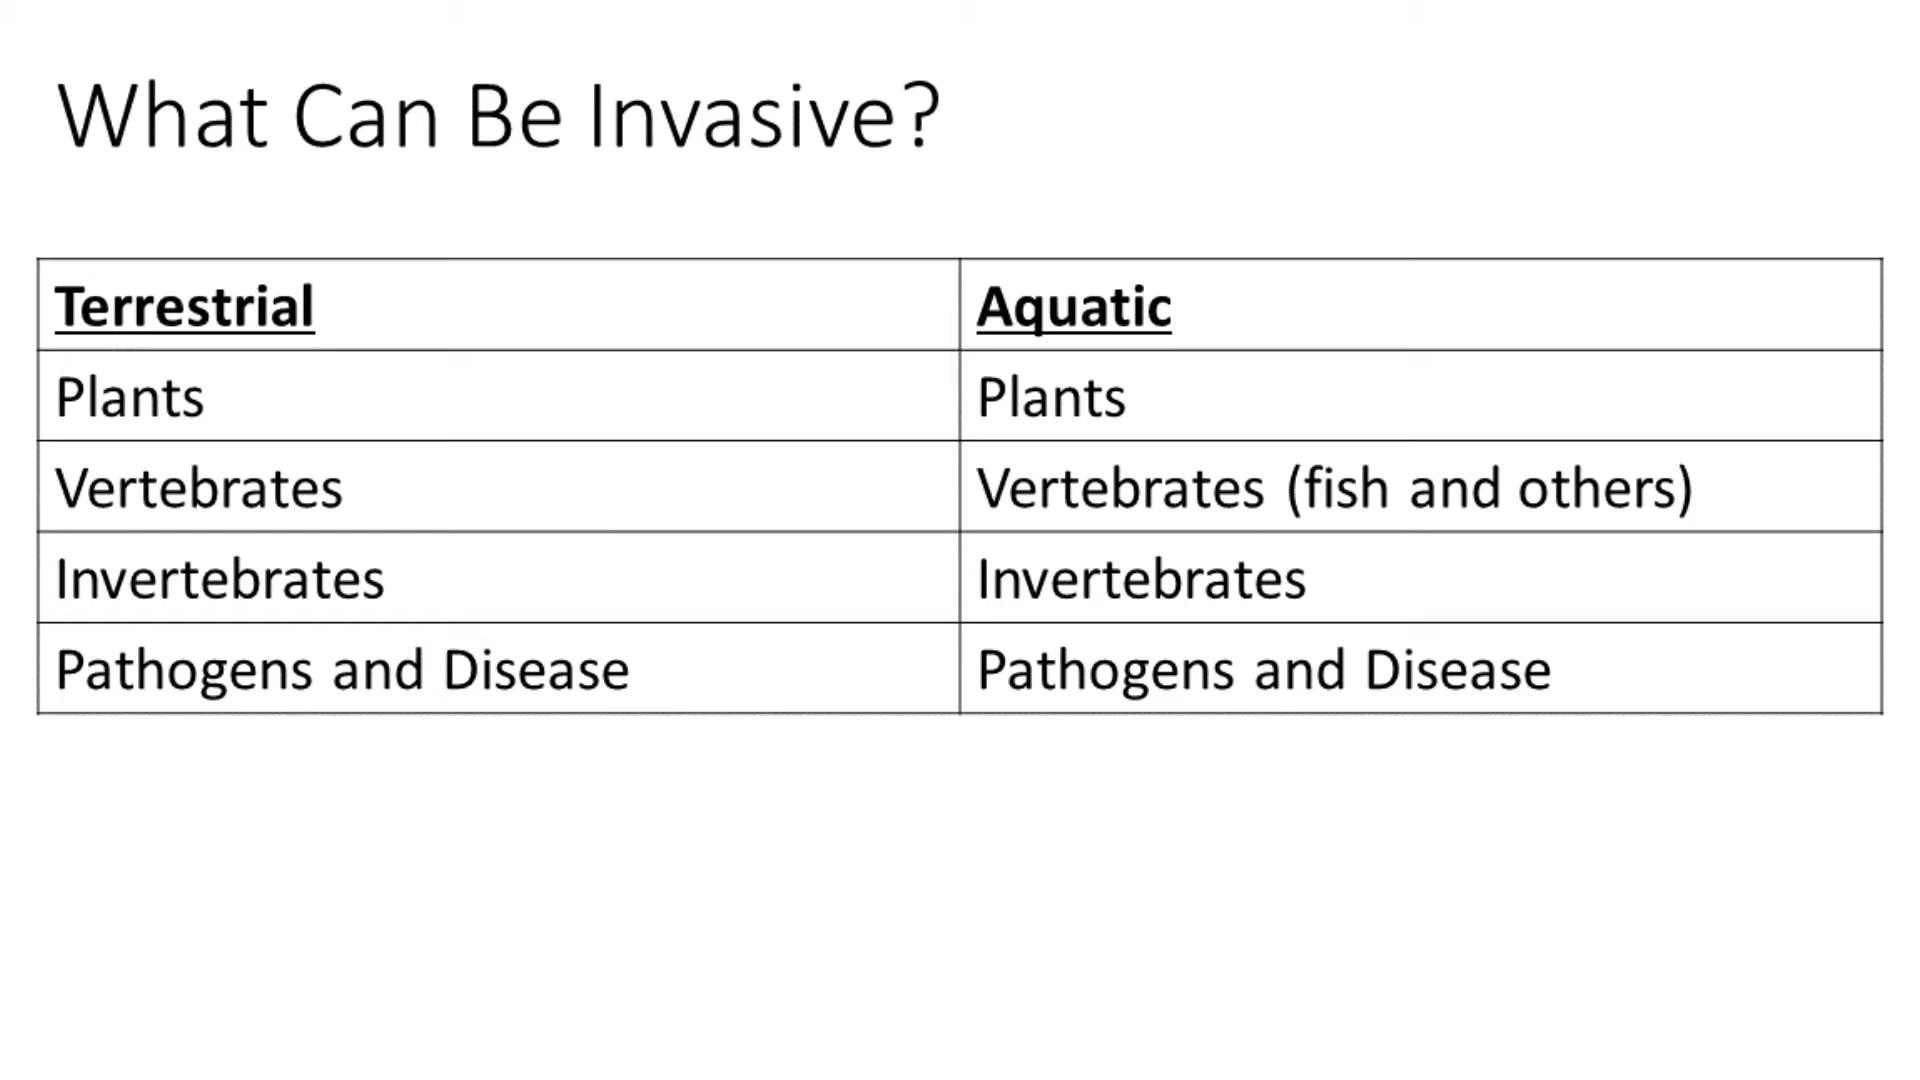 What Can Be Invasive?
Terrestrial Aquatic
Plants Plants
Vertebrates Vertebrates (fish and others)
Invertebrates Invertebrates
Pathogens and Disease Pathogens and Disease